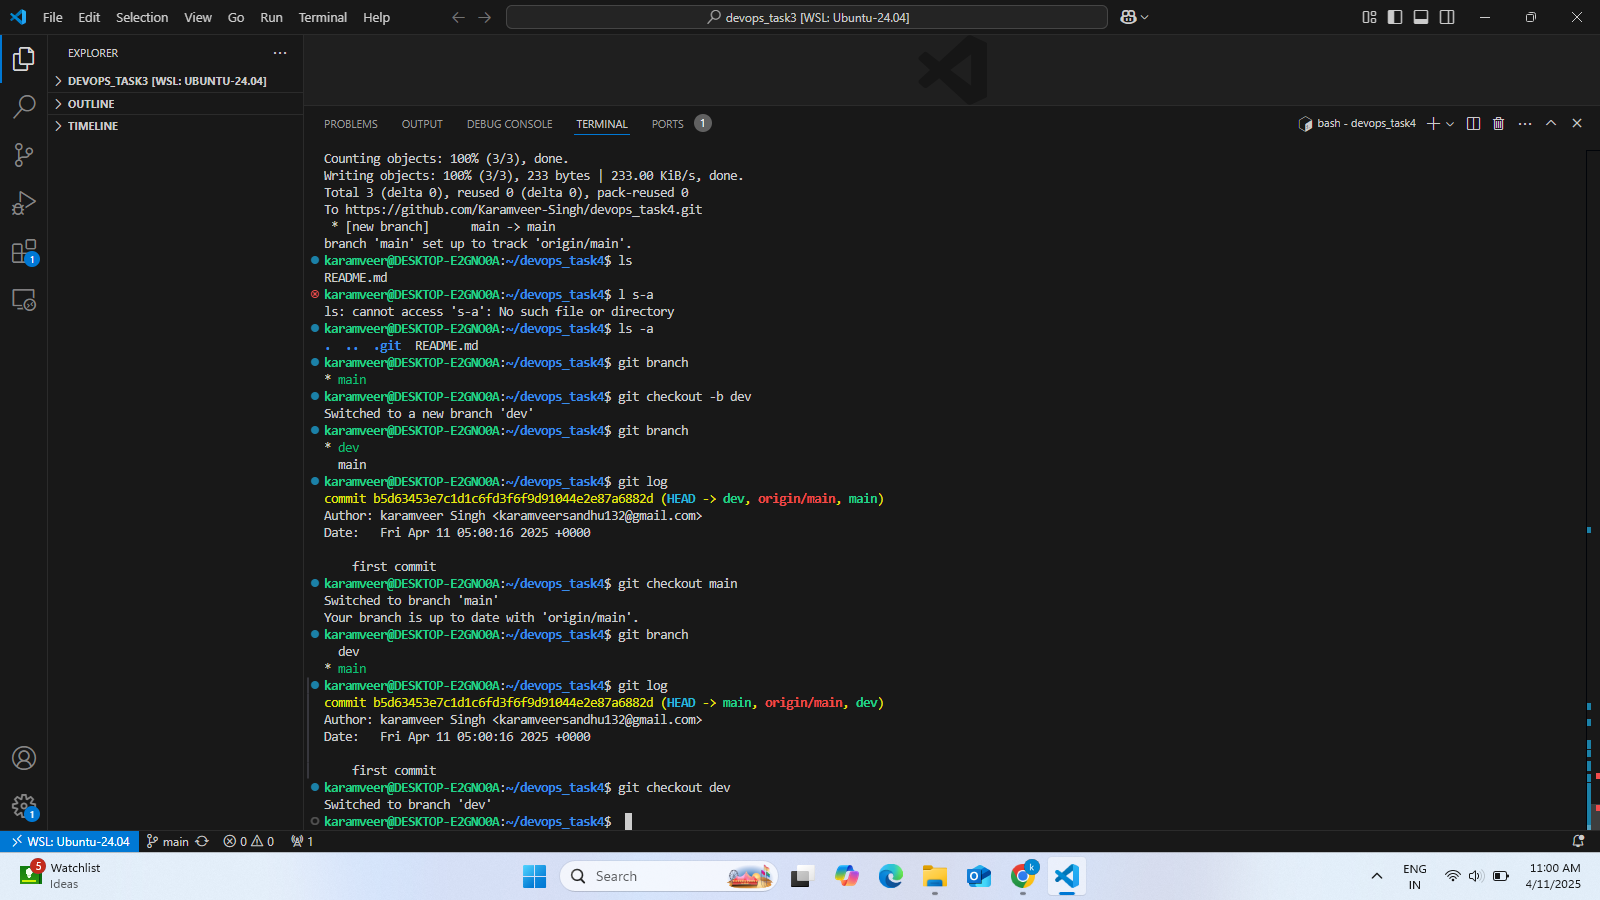 File Edit Selection View Go Run Terminal Help
devops_task3 [WSL: Ubuntu-24.04]
EXPLORER
DEVOPS_TASK3 [WSL: UBUNTU-24.04]
OUTLINE
TIMELINE
PROBLEMS OUTPUT DEBUG CONSOLE TERMINAL PORTS 1
bash - devops_task4
Counting objects: 100% (3/3), done.
Writing objects: 100% (3/3), 233 bytes | 233.00 KiB/s, done.
Total 3 (delta 0), reused 0 (delta 0), pack-reused 0
To https://github.com/Karamveer-Singh/devops_task4.git
* [new branch]      main -> main
branch 'main' set up to track 'origin/main'.
karamveer@DESKTOP-E2GNO0A:~/devops_task4$ ls
README.md
karamveer@DESKTOP-E2GNO0A:~/devops_task4$ l s-a
ls: cannot access 's-a': No such file or directory
karamveer@DESKTOP-E2GNO0A:~/devops_task4$ ls -a
.  ..  .git  README.md
karamveer@DESKTOP-E2GNO0A:~/devops_task4$ git branch
* main
karamveer@DESKTOP-E2GNO0A:~/devops_task4$ git checkout -b dev
Switched to a new branch 'dev'
karamveer@DESKTOP-E2GNO0A:~/devops_task4$ git branch
* dev
main
karamveer@DESKTOP-E2GNO0A:~/devops_task4$ git log
commit b5d63453e7c1d1c6fd3f6f9d91044e2e87a6882d (HEAD -> dev, origin/main, main)
Author: karamveer Singh <karamveersandhu132@gmail.com>
Date:   Fri Apr 11 05:00:16 2025 +0000
first commit
karamveer@DESKTOP-E2GNO0A:~/devops_task4$ git checkout main
Switched to branch 'main'
Your branch is up to date with 'origin/main'.
karamveer@DESKTOP-E2GNO0A:~/devops_task4$ git branch
dev
* main
karamveer@DESKTOP-E2GNO0A:~/devops_task4$ git log
commit b5d63453e7c1d1c6fd3f6f9d91044e2e87a6882d (HEAD -> main, origin/main, dev)
Author: karamveer Singh <karamveersandhu132@gmail.com>
Date:   Fri Apr 11 05:00:16 2025 +0000
first commit
karamveer@DESKTOP-E2GNO0A:~/devops_task4$ git checkout dev
Switched to branch 'dev'
karamveer@DESKTOP-E2GNO0A:~/devops_task4$
1
1
WSL: Ubuntu-24.04 main 0 0 1
5
Watchlist
Ideas
Search
k
ENG
IN
11:00 AM
4/11/2025